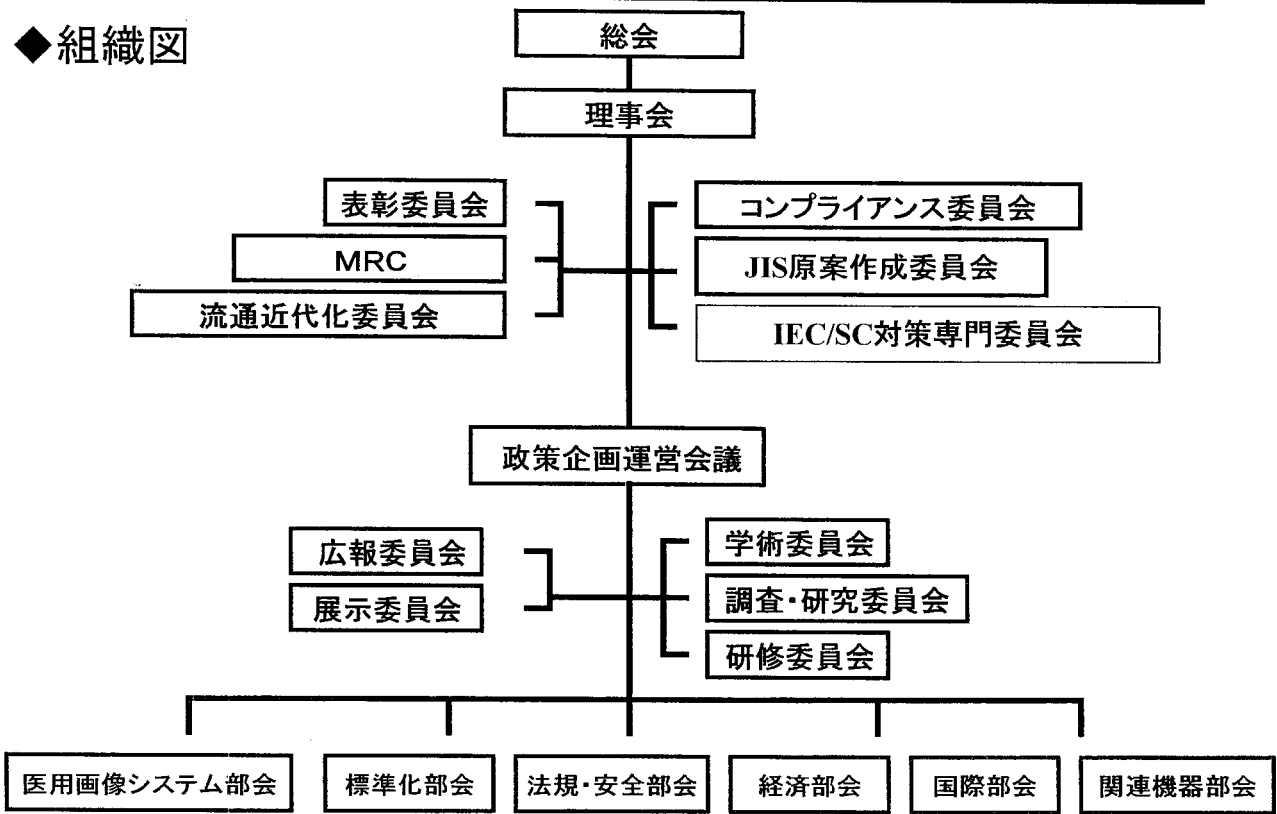 ◆組織図
総会
理事会
表彰委員会
コンプライアンス委員会
MRC
JIS原案作成委員会
流通近代化委員会
IEC/SC対策専門委員会
政策企画運営会議
広報委員会
学術委員会
展示委員会
調査・研究委員会
研修委員会
医用画像システム部会
標準化部会
法規・安全部会
経済部会
国際部会
関連機器部会